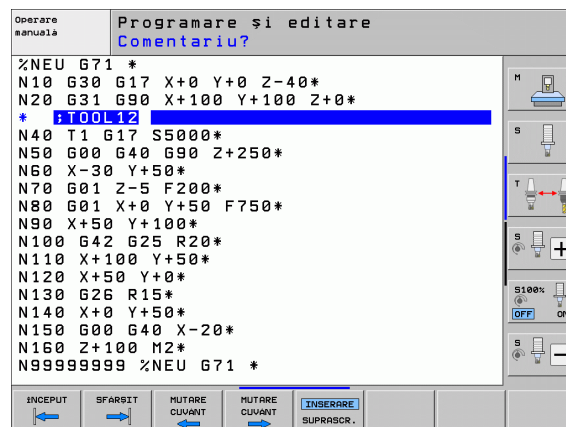 Operare
manuală
Programare și editare
Comentariu?
%NEU G71 *
N10 G30 G17 X+0 Y+0 Z-40*
N20 G31 G90 X+100 Y+100 Z+0*
* ;TOOL12
N40 T1 G17 S5000*
N50 G00 G40 G90 Z+250*
N60 X-30 Y+50*
N70 G01 Z-5 F200*
N80 G01 X+0 Y+50 F750*
N90 X+50 Y+100*
N100 G42 G25 R20*
N110 X+100 Y+50*
N120 X+50 Y+0*
N130 G26 R15*
N140 X+0 Y+50*
N150 G00 G40 X-20*
N160 Z+100 M2*
N99999999 %NEU G71 *
M
S
T
S
+
S100%
OFF ON
S
-
ÎNCEPUT
SFÂRȘIT
MUTARE
CUVANT
MUTARE
CUVANT
INSERARE
SUPRASCR.